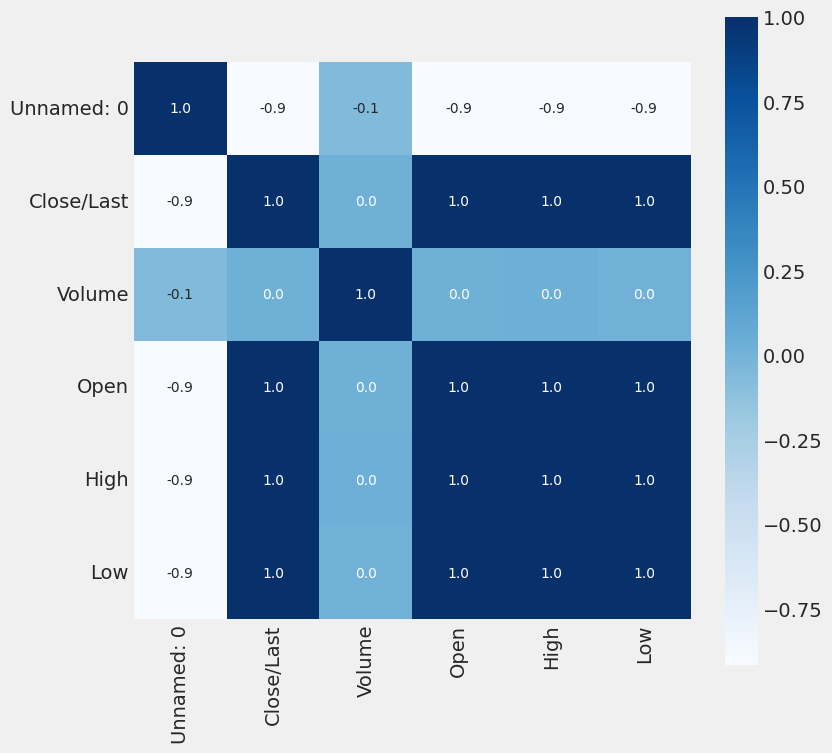 1.00
0.75
0.50
0.25
0.00
−0.25
−0.50
−0.75
Unnamed: 0 1.0 -0.9 -0.1 -0.9 -0.9 -0.9
Close/Last -0.9 1.0 0.0 1.0 1.0 1.0
Volume -0.1 0.0 1.0 0.0 0.0 0.0
Open -0.9 1.0 0.0 1.0 1.0 1.0
High -0.9 1.0 0.0 1.0 1.0 1.0
Low -0.9 1.0 0.0 1.0 1.0 1.0
Unnamed: 0
Close/Last
Volume
Open
High
Low